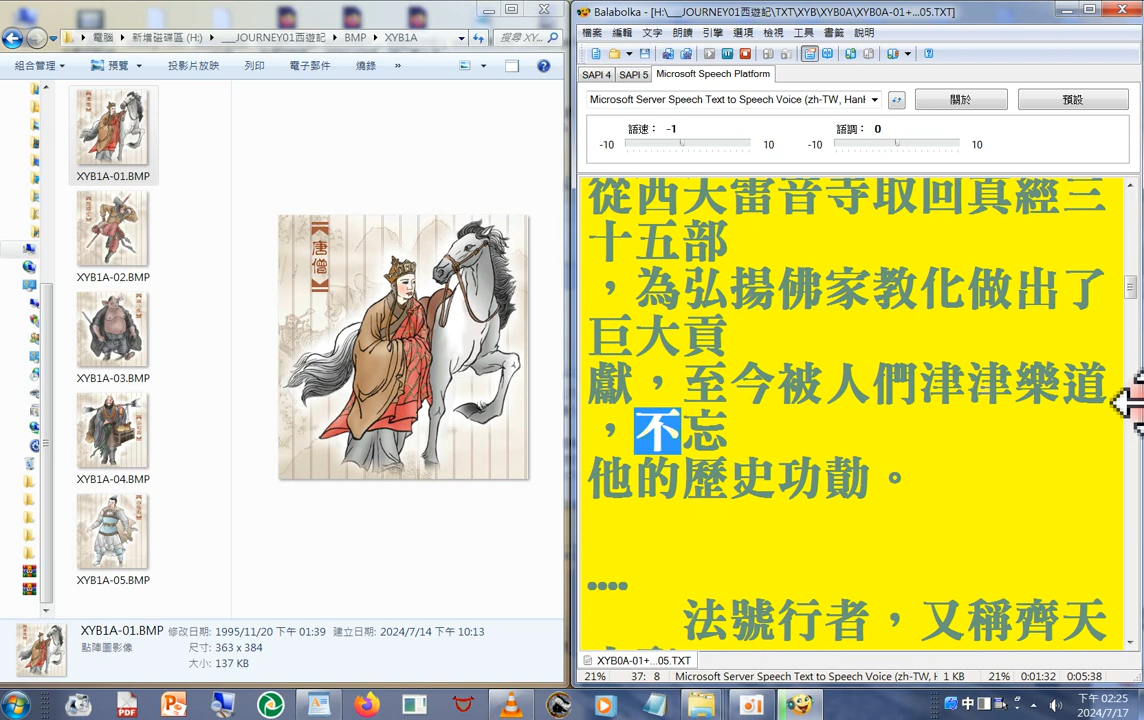 電腦 ▸ 新增磁碟區 (H:) ▸ ___JOURNEY01西遊記 ▸ BMP ▸ XYB1A
搜尋 XY...
組合管理 預覽 投影片放映 列印 電子郵件 燒錄 »
XYB1A-01.BMP
XYB1A-02.BMP
XYB1A-03.BMP
XYB1A-04.BMP
XYB1A-05.BMP
唐僧
XYB1A-01.BMP 修改日期: 1995/11/20 下午 01:39 建立日期: 2024/7/14 下午 10:13
點陣圖影像 尺寸: 363 x 384
大小: 137 KB
Balabolka - [H:\___JOURNEY01西遊記\TXT\XYB\XYB0A\XYB0A-01+...05.TXT]
檔案 編輯 文字 朗讀 引擎 選項 檢視 工具 書籤 說明
SAPI 4 SAPI 5 Microsoft Speech Platform
Microsoft Server Speech Text to Speech Voice (zh-TW, Hanl
關於 預設
語速： -1 語調： 0
-10 10 -10 10
從西天雷音寺取回真經三
十五部
，為弘揚佛家教化做出了
巨大貢
獻，至今被人們津津樂道
，不忘
他的歷史功勳。
....
法號行者，又稱齊天
XYB0A-01+...05.TXT
21% 37: 8 Microsoft Server Speech Text to Speech Voice (zh-TW, H 1 KB 21% 0:01:32 0:05:38
PDF
中
下午 02:25
2024/7/17